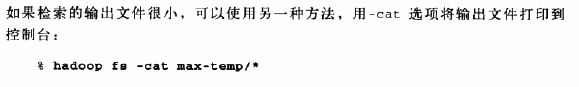 如果检索的输出文件很小，可以使用另一种方法，用-cat 选项将输出文件打印到
控制台：
% hadoop fs -cat max-temp/*